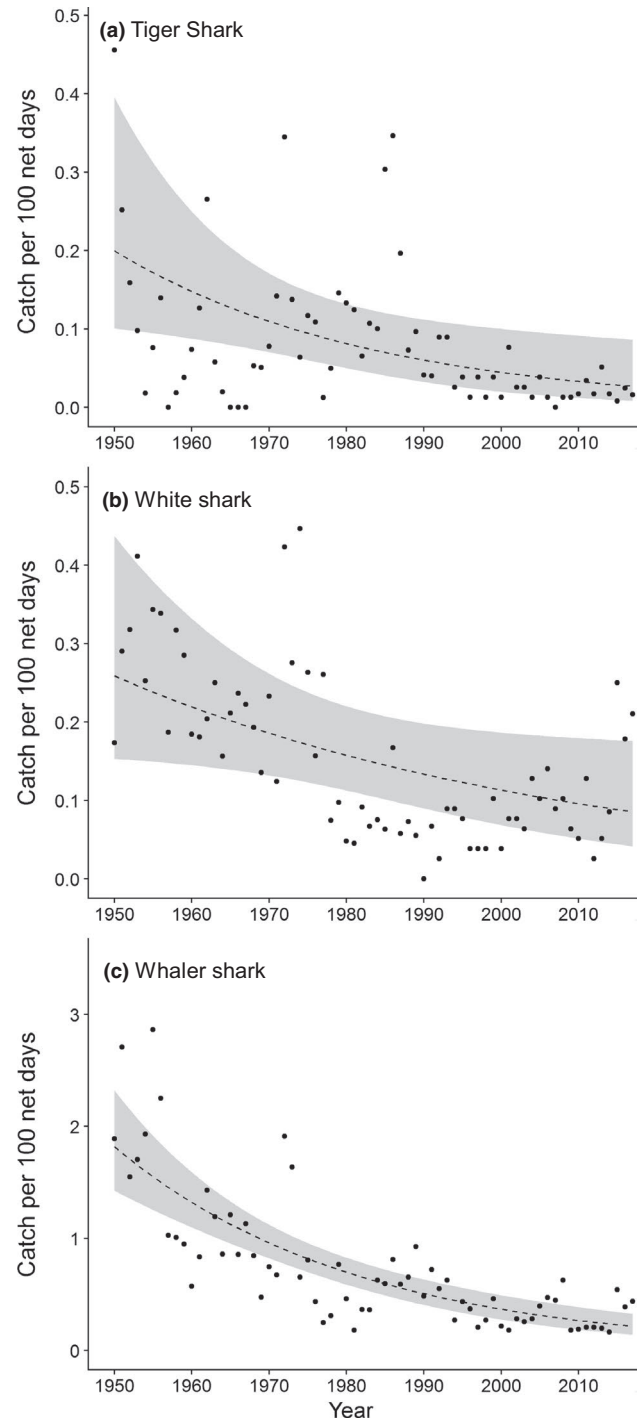 (a) Tiger Shark
Catch per 100 net days
0.5
0.4
0.3
0.2
0.1
0.0
1950 1960 1970 1980 1990 2000 2010
(b) White shark
Catch per 100 net days
0.5
0.4
0.3
0.2
0.1
0.0
1950 1960 1970 1980 1990 2000 2010
(c) Whaler shark
Catch per 100 net days
3
2
1
0
1950 1960 1970 1980 1990 2000 2010
Year